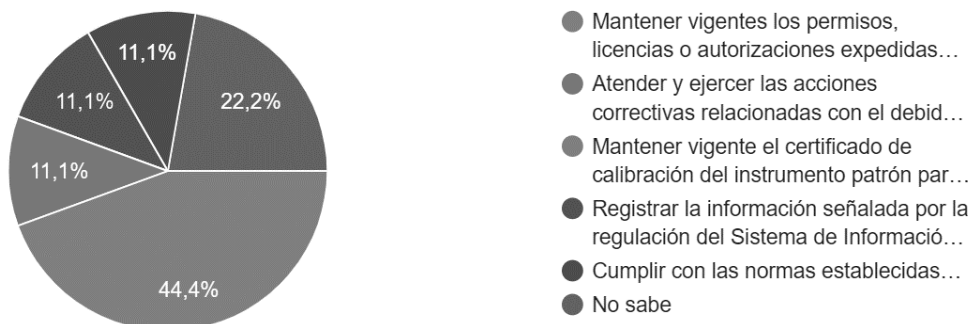 11,1%
22,2%
11,1%
11,1%
44,4%
Mantener vigentes los permisos,
licencias o autorizaciones expedidas…
Atender y ejercer las acciones
correctivas relacionadas con el debid…
Mantener vigente el certificado de
calibración del instrumento patrón par…
Registrar la información señalada por la
regulación del Sistema de Informació…
Cumplir con las normas establecidas…
No sabe